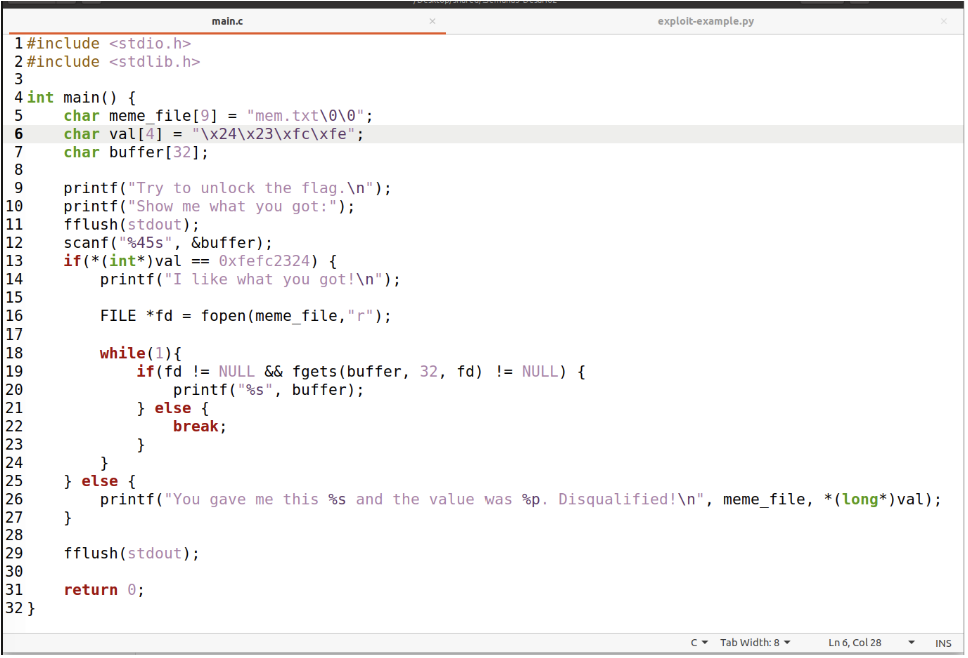 main.c × exploit-example.py ×
1 #include <stdio.h>
2 #include <stdlib.h>
3
4 int main() {
5     char meme_file[9] = "mem.txt\0\0";
6     char val[4] = "\x24\x23\xfc\xfe";
7     char buffer[32];
8
9     printf("Try to unlock the flag.\n");
10     printf("Show me what you got:");
11     fflush(stdout);
12     scanf("%45s", &buffer);
13     if(*(int*)val == 0xfefc2324) {
14         printf("I like what you got!\n");
15
16         FILE *fd = fopen(meme_file,"r");
17
18         while(1){
19             if(fd != NULL && fgets(buffer, 32, fd) != NULL) {
20                 printf("%s", buffer);
21             } else {
22                 break;
23             }
24         }
25     } else {
26         printf("You gave me this %s and the value was %p. Disqualified!\n", meme_file, *(long*)val);
27     }
28
29     fflush(stdout);
30
31     return 0;
32 }
C Tab Width: 8 Ln 6, Col 28 INS